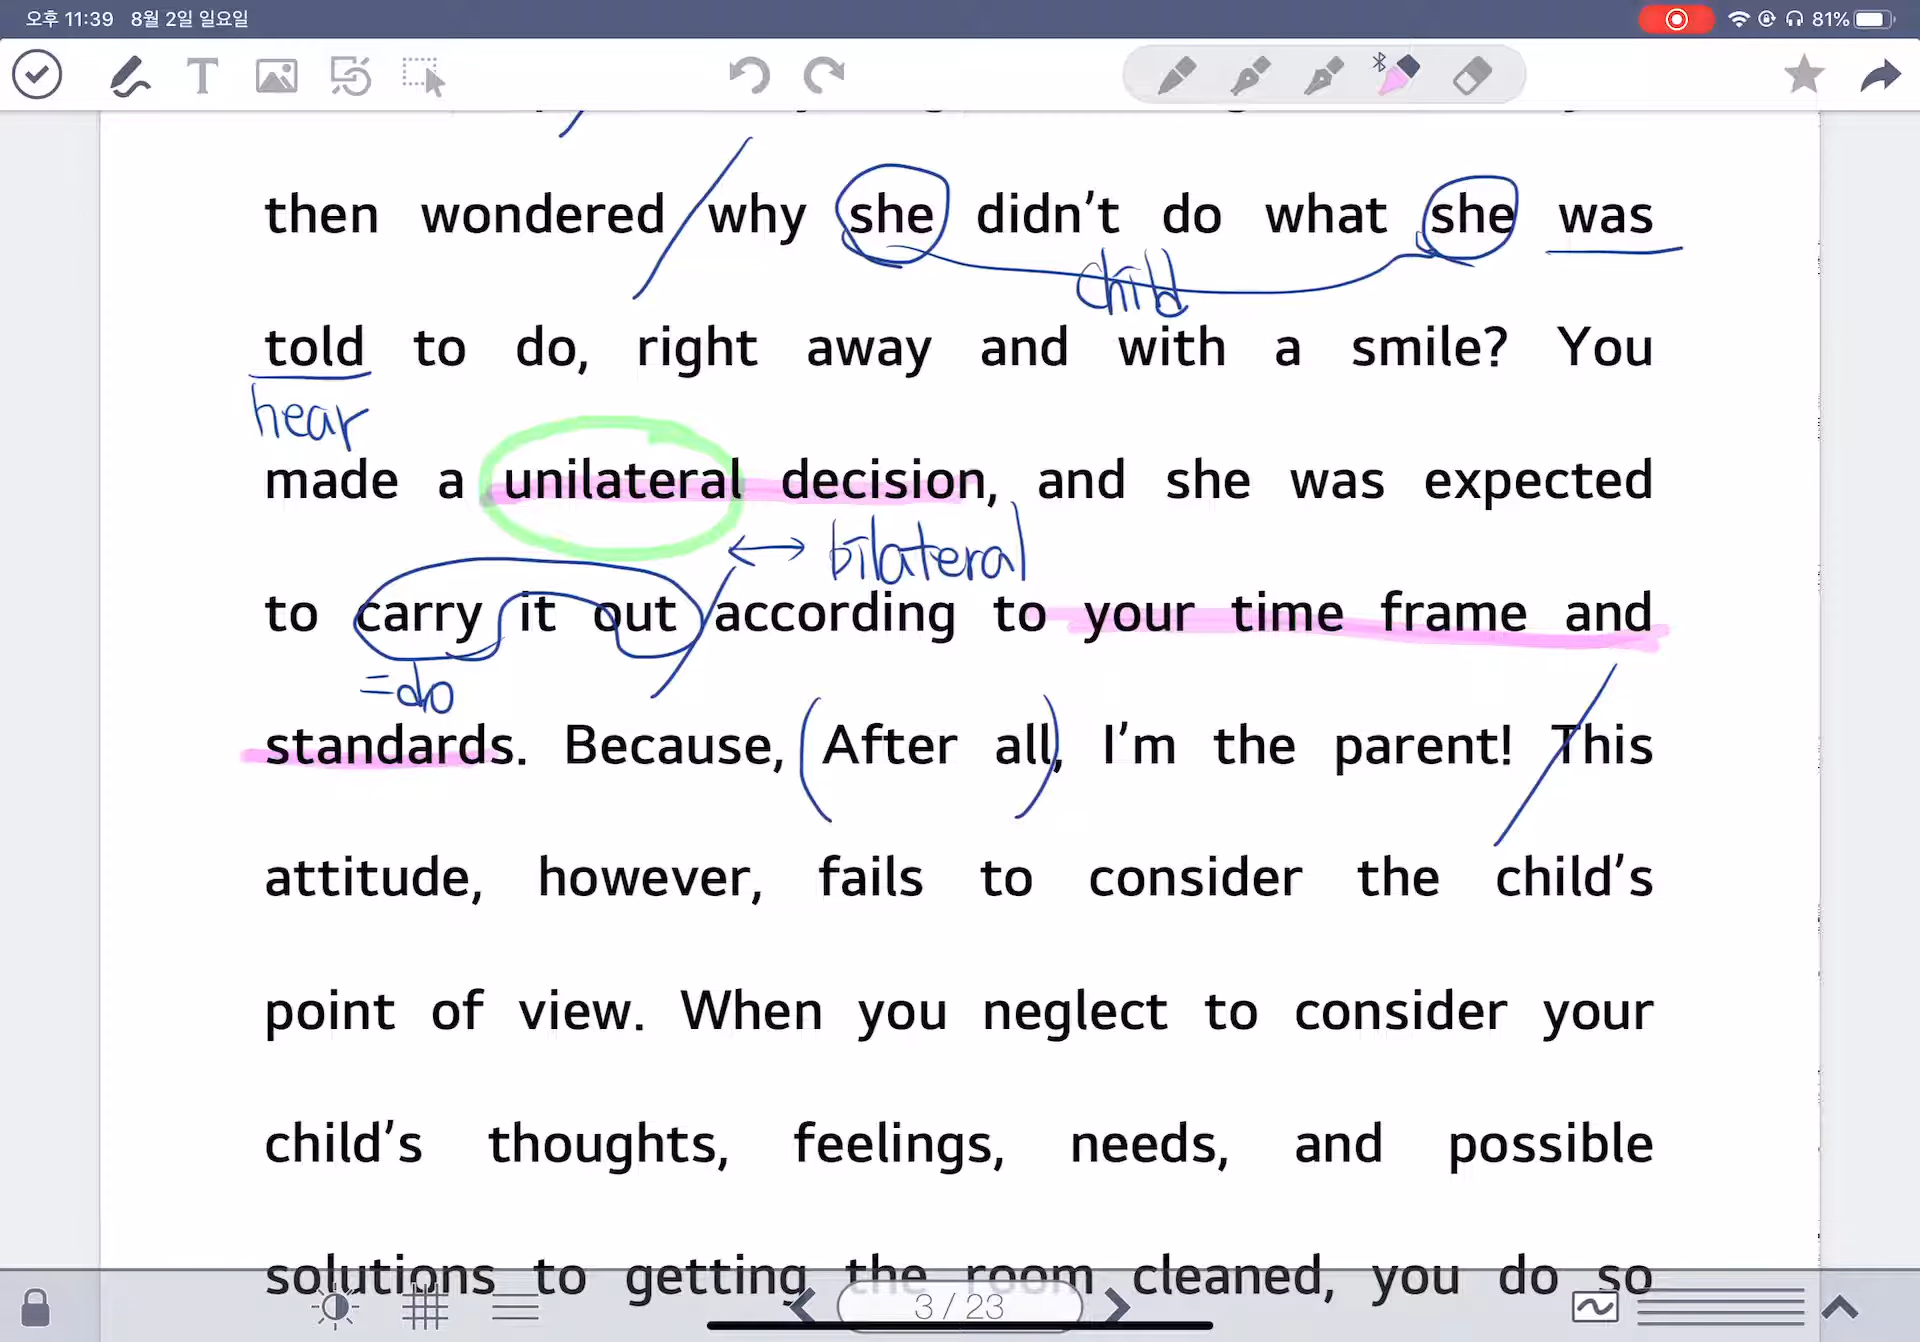 오후 11:39 8월 2일 일요일 81%
T
then wondered why she didn't do what she was
child
told to do, right away and with a smile? You
hear
made a unilateral decision, and she was expected
↔ bilateral
to carry it out according to your time frame and
=do
standards. Because, (After all), I'm the parent! This
attitude, however, fails to consider the child's
point of view. When you neglect to consider your
child's thoughts, feelings, needs, and possible
solutions to getting the room cleaned, you do so
3 / 23